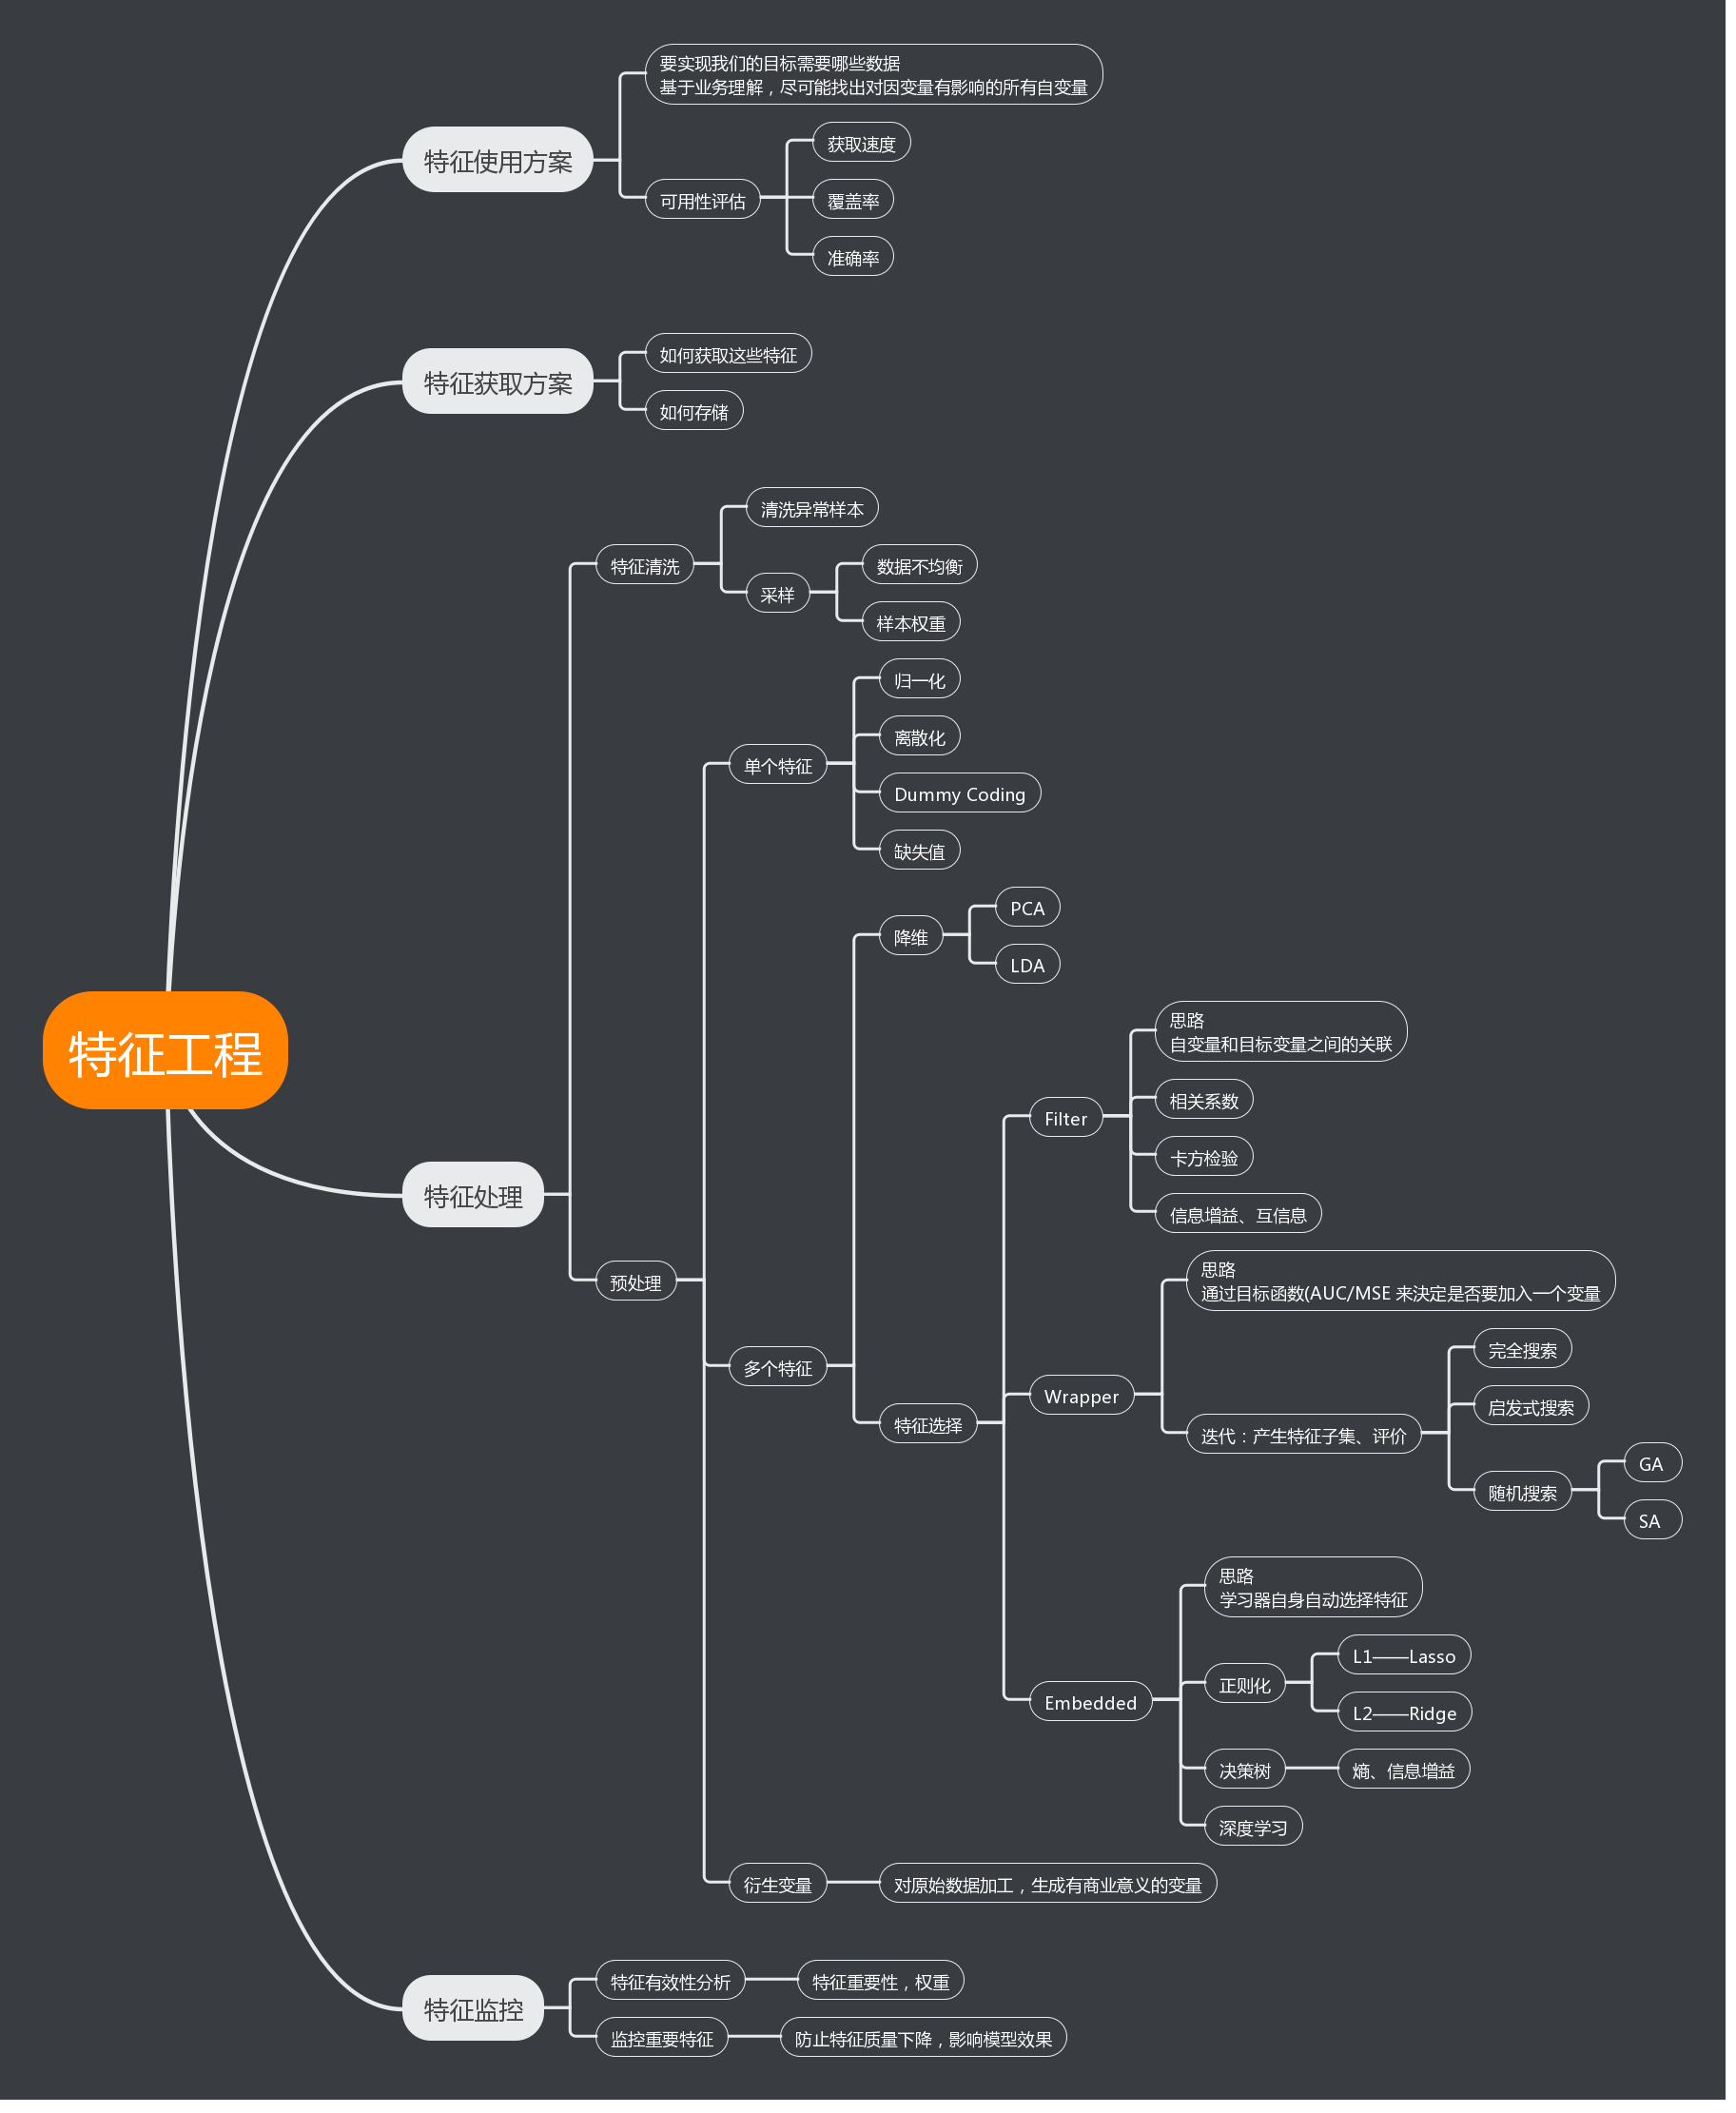 特征工程
特征使用方案
要实现我们的目标需要哪些数据
基于业务理解，尽可能找出对因变量有影响的所有自变量
可用性评估
获取速度
覆盖率
准确率
特征获取方案
如何获取这些特征
如何存储
特征处理
特征清洗
清洗异常样本
采样
数据不均衡
样本权重
预处理
单个特征
归一化
离散化
Dummy Coding
缺失值
多个特征
降维
PCA
LDA
特征选择
Filter
思路
自变量和目标变量之间的关联
相关系数
卡方检验
信息增益、互信息
Wrapper
思路
通过目标函数(AUC/MSE 来決定是否要加入一个变量
迭代：产生特征子集、评价
完全搜索
启发式搜索
随机搜索
GA
SA
Embedded
思路
学习器自身自动选择特征
正则化
L1——Lasso
L2——Ridge
决策树
熵、信息增益
深度学习
衍生变量
对原始数据加工，生成有商业意义的变量
特征监控
特征有效性分析
特征重要性，权重
监控重要特征
防止特征质量下降，影响模型效果